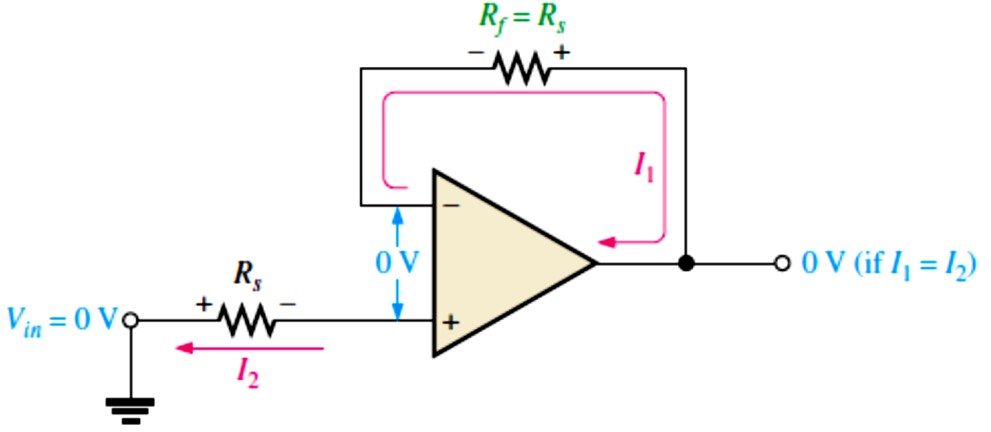 R_f = R_s
− +
I_1
−
0 V
0 V (if I_1 = I_2)
R_s
+ −
V_in = 0 V
+
I_2